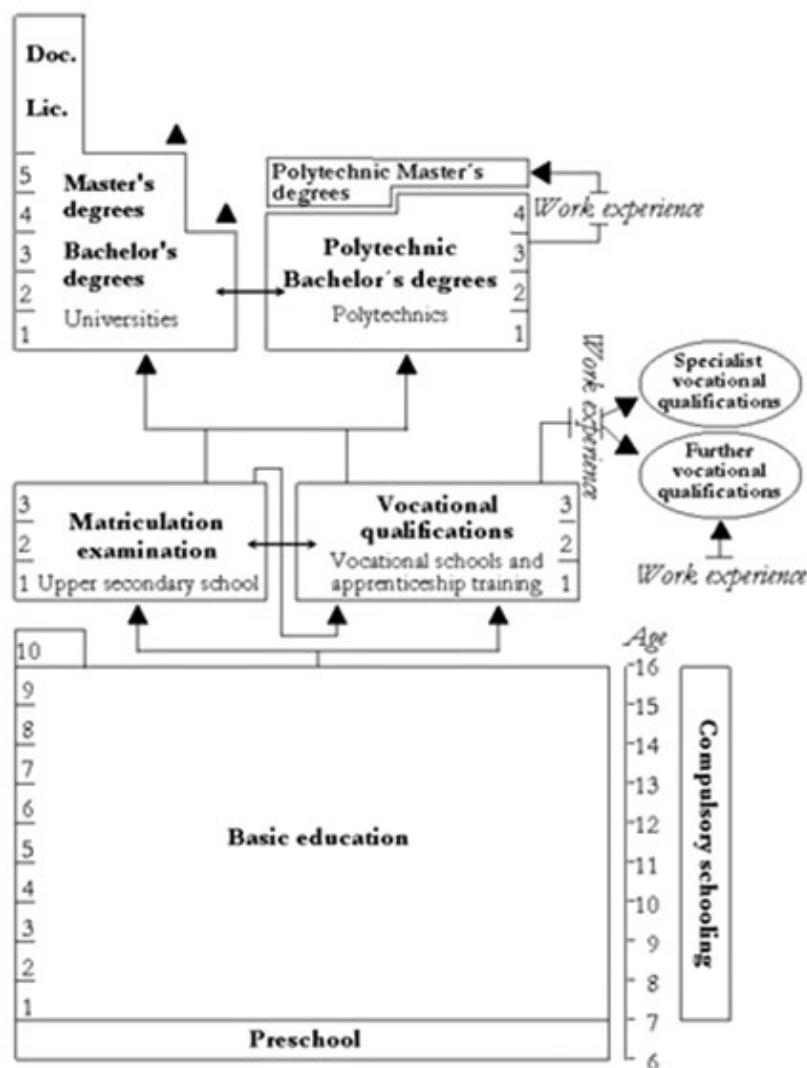 Doc.
Lic.
5
Master's
degrees
4
3
Bachelor's
degrees
2
Universities
1
Polytechnic Master´s
degrees
Work experience
4
Polytechnic
3
Bachelor´s degrees
2
Polytechnics
1
Work experience
Specialist
vocational
qualifications
Further
vocational
qualifications
Work experience
3
Matriculation
examination
2
1 Upper secondary school
Vocational
qualifications
3
2
Vocational schools and
apprenticeship training
1
10
9
8
7
6
5
4
3
2
1
Basic education
Preschool
Age
16
15
14
13
12
11
10
9
8
7
6
Compulsory schooling